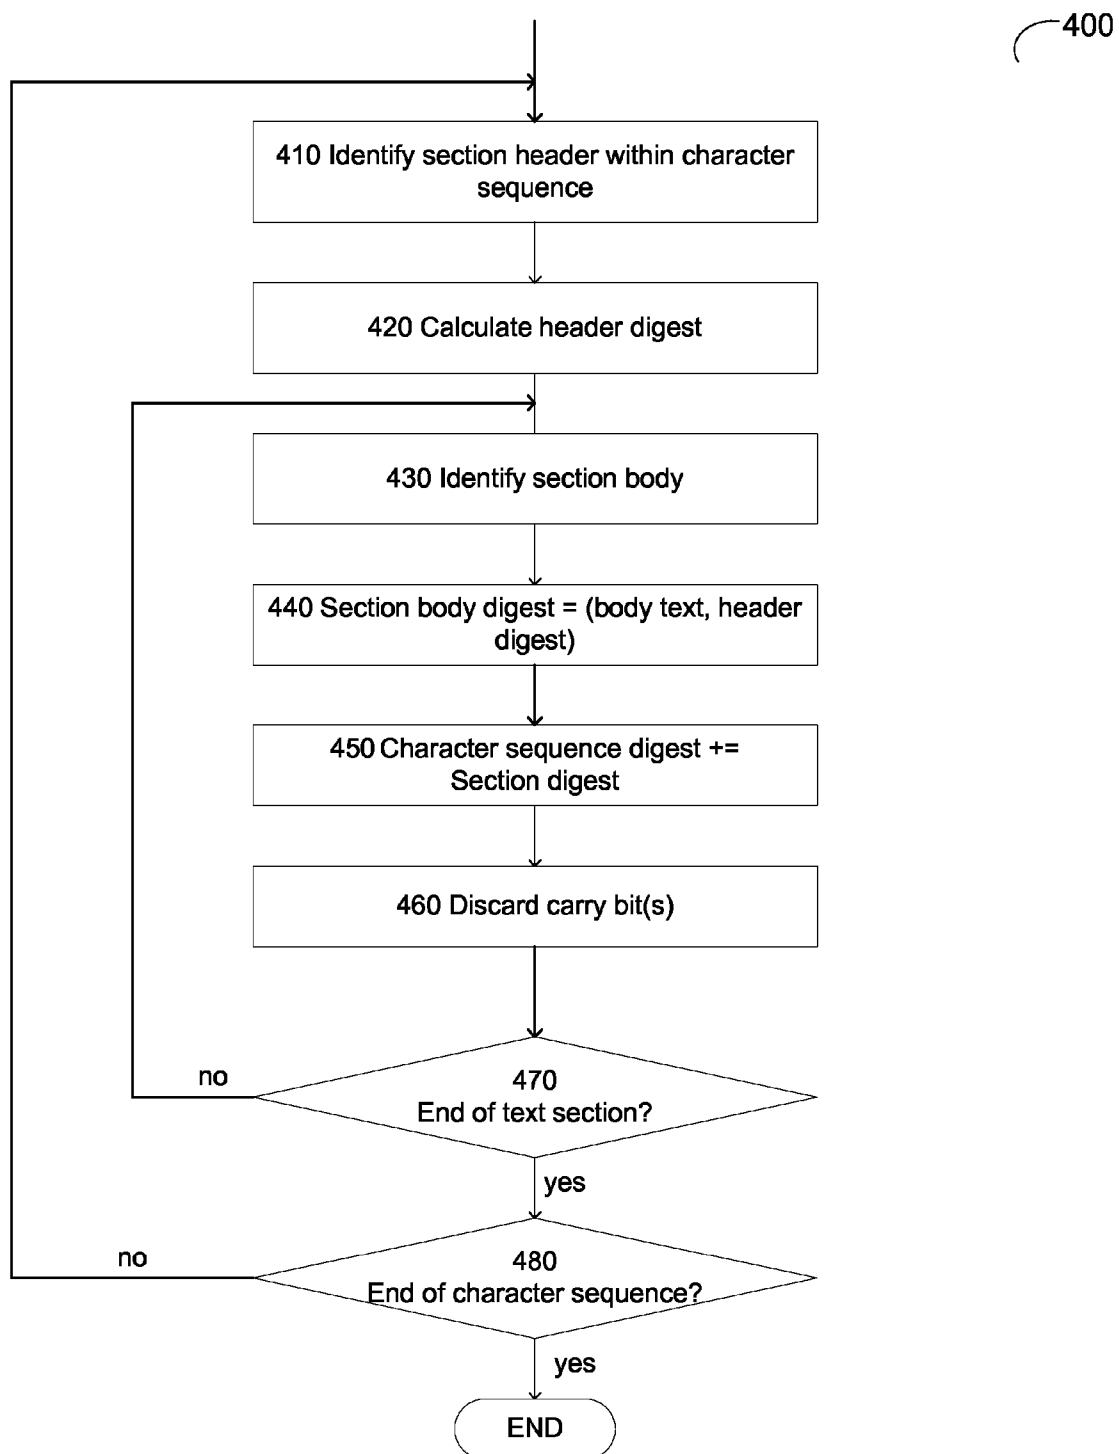 400
410 Identify section header within character
sequence
420 Calculate header digest
430 Identify section body
440 Section body digest = (body text, header
digest)
450 Character sequence digest +=
Section digest
460 Discard carry bit(s)
no
470
End of text section?
yes
no
480
End of character sequence?
yes
END